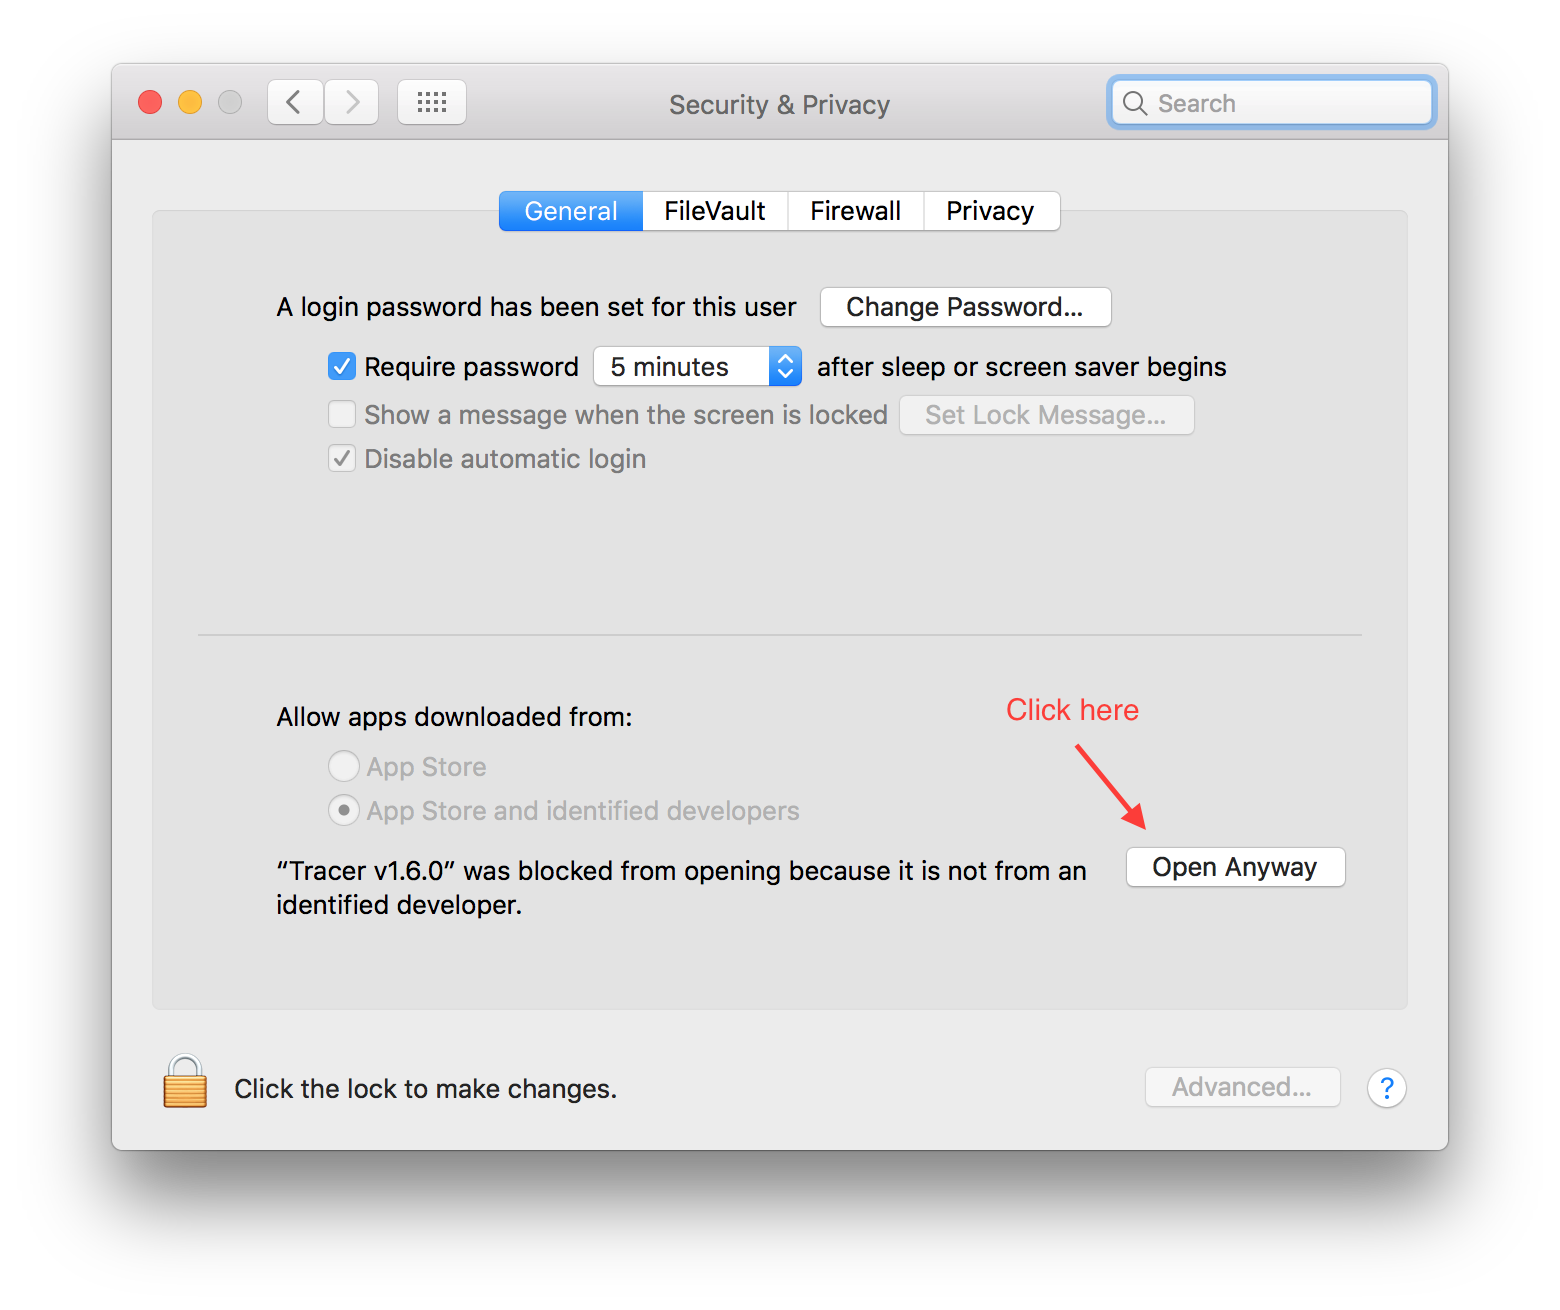 Security & Privacy
Search
General FileVault Firewall Privacy
A login password has been set for this user Change Password...
Require password 5 minutes after sleep or screen saver begins
Show a message when the screen is locked Set Lock Message...
Disable automatic login
Click here
Allow apps downloaded from:
App Store
App Store and identified developers
“Tracer v1.6.0” was blocked from opening because it is not from an
identified developer.
Open Anyway
Click the lock to make changes.
Advanced...
?